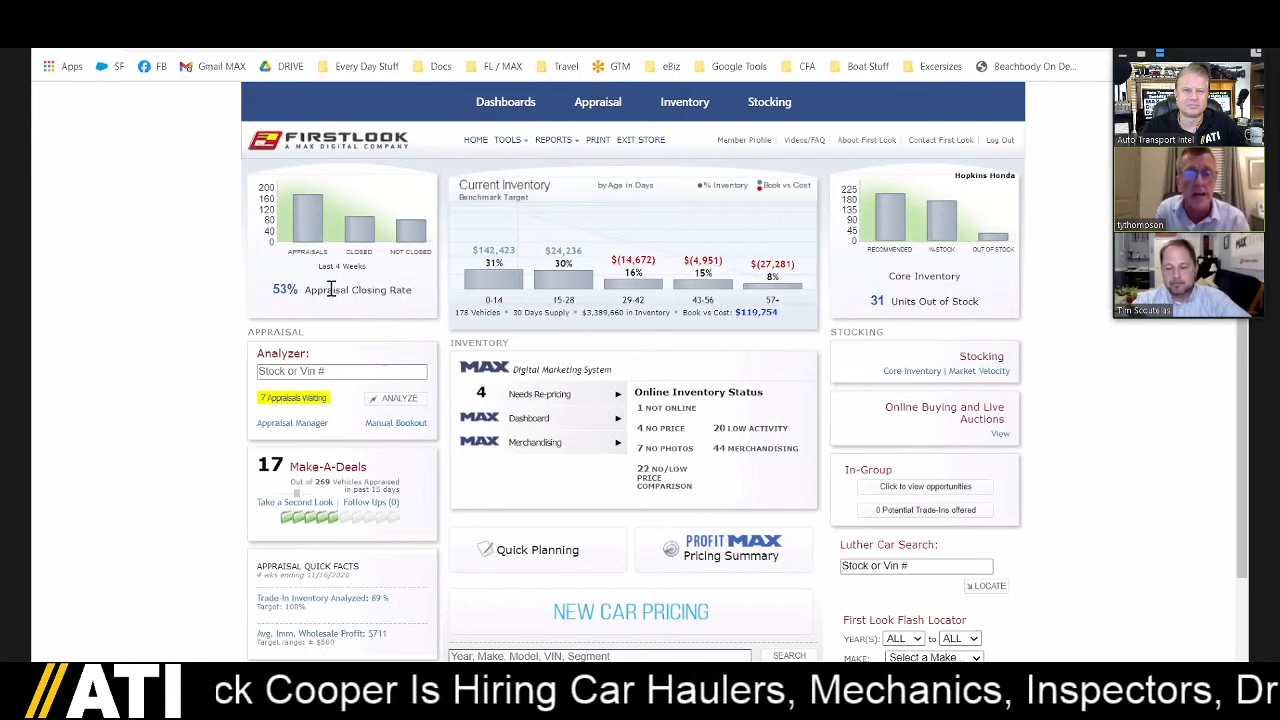 Apps SF FB Gmail MAX DRIVE Every Day Stuff Docs FL / MAX Travel GTM eBiz Google Tools CFA Boat Stuff Excersizes Beachbody On De...
Dashboards Appraisal Inventory Stocking
FIRSTLOOK
A MAX DIGITAL COMPANY
HOME TOOLS REPORTS PRINT EXIT STORE
Member Profile | Videos/FAQ | About First Look | Contact First Look | Log Out
200
160
120
80
40
0
APPRAISALS CLOSED NOT CLOSED
Last 4 Weeks
53% Appraisal Closing Rate
Current Inventory by Age in Days % Inventory Book vs Cost
Benchmark Target
$142,423 $24,236 $(14,672) $(4,951) $(27,281)
31% 30% 16% 15% 8%
0-14 15-28 29-42 43-56 57+
178 Vehicles 30 Days Supply $3,389,660 in Inventory Book vs Cost: $119,754
Hopkins Honda
225
180
135
90
45
0
RECOMMENDED IN-STOCK OUT OF STOCK
Core Inventory
31 Units Out of Stock
APPRAISAL
Analyzer:
Stock or Vin #
7 Appraisals Waiting ANALYZE
Appraisal Manager Manual Bookout
17 Make-A-Deals
Out of 269 Vehicles Appraised
in past 15 days
Take a Second Look | Follow Ups (0)
APPRAISAL QUICK FACTS
4 wks ending 11/16/2020
Trade-In Inventory Analyzed: 89 %
Target: 100%
Avg. Imm. Wholesale Profit: $711
Target range: ± $500
INVENTORY
MAX Digital Marketing System
4 Needs Re-pricing
MAX Dashboard
MAX Merchandising
Online Inventory Status
1 NOT ONLINE
4 NO PRICE 20 LOW ACTIVITY
7 NO PHOTOS 44 MERCHANDISING
22 NO/LOW
PRICE
COMPARISON
Quick Planning
PROFIT MAX
Pricing Summary
NEW CAR PRICING
Year, Make, Model, VIN, Segment SEARCH
STOCKING
Stocking
Core Inventory | Market Velocity
Online Buying and Live
Auctions
View
In-Group
Click to view opportunities
0 Potential Trade-Ins offered
Luther Car Search:
Stock or Vin #
LOCATE
First Look Flash Locator
YEAR(S): ALL to ALL
MAKE: Select a Make...
ATI
Auto Transport Intel
tythompson
Tim Scoutelas
ATI
ck Cooper Is Hiring Car Haulers, Mechanics, Inspectors, Dr